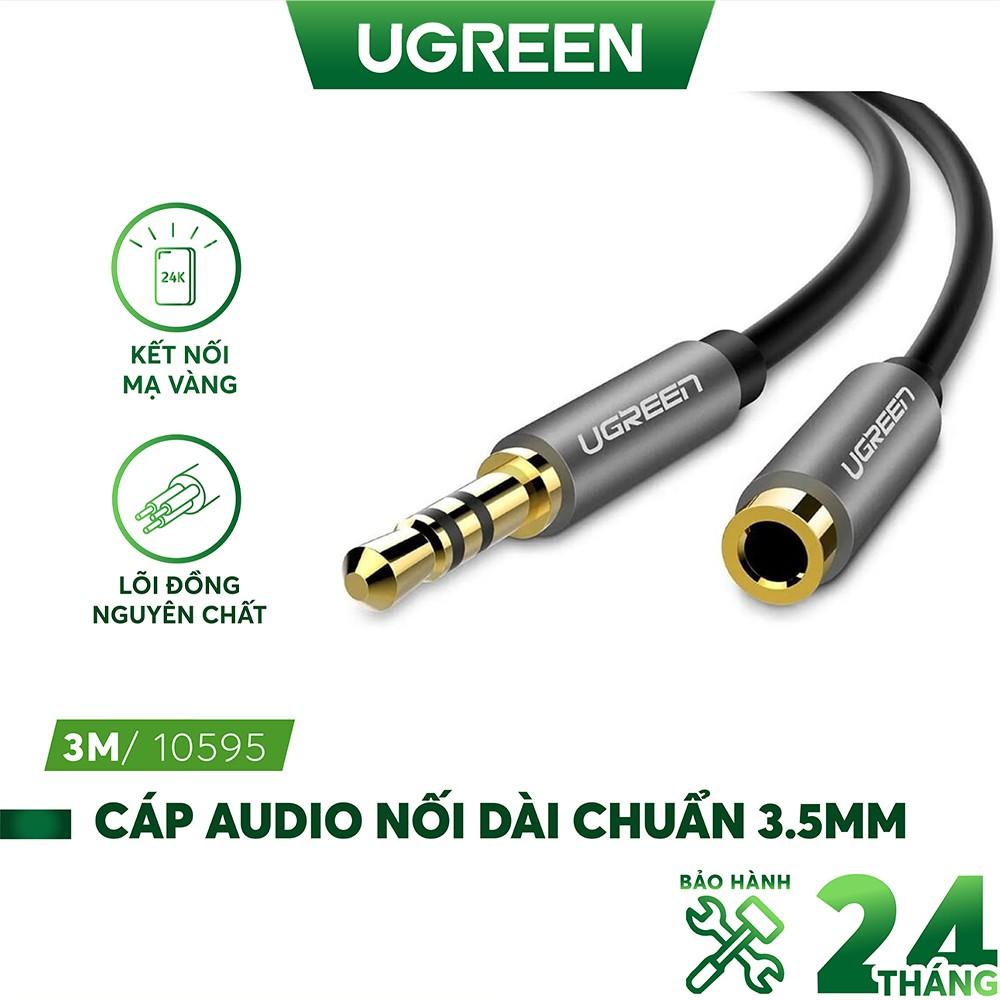 UGREEN
24K
KẾT NỐI
MẠ VÀNG
UGREEN
UGREEN
LÕI ĐỒNG
NGUYÊN CHẤT
3M/ 10595
CÁP AUDIO NỐI DÀI CHUẨN 3.5MM
BẢO HÀNH
24
THÁNG